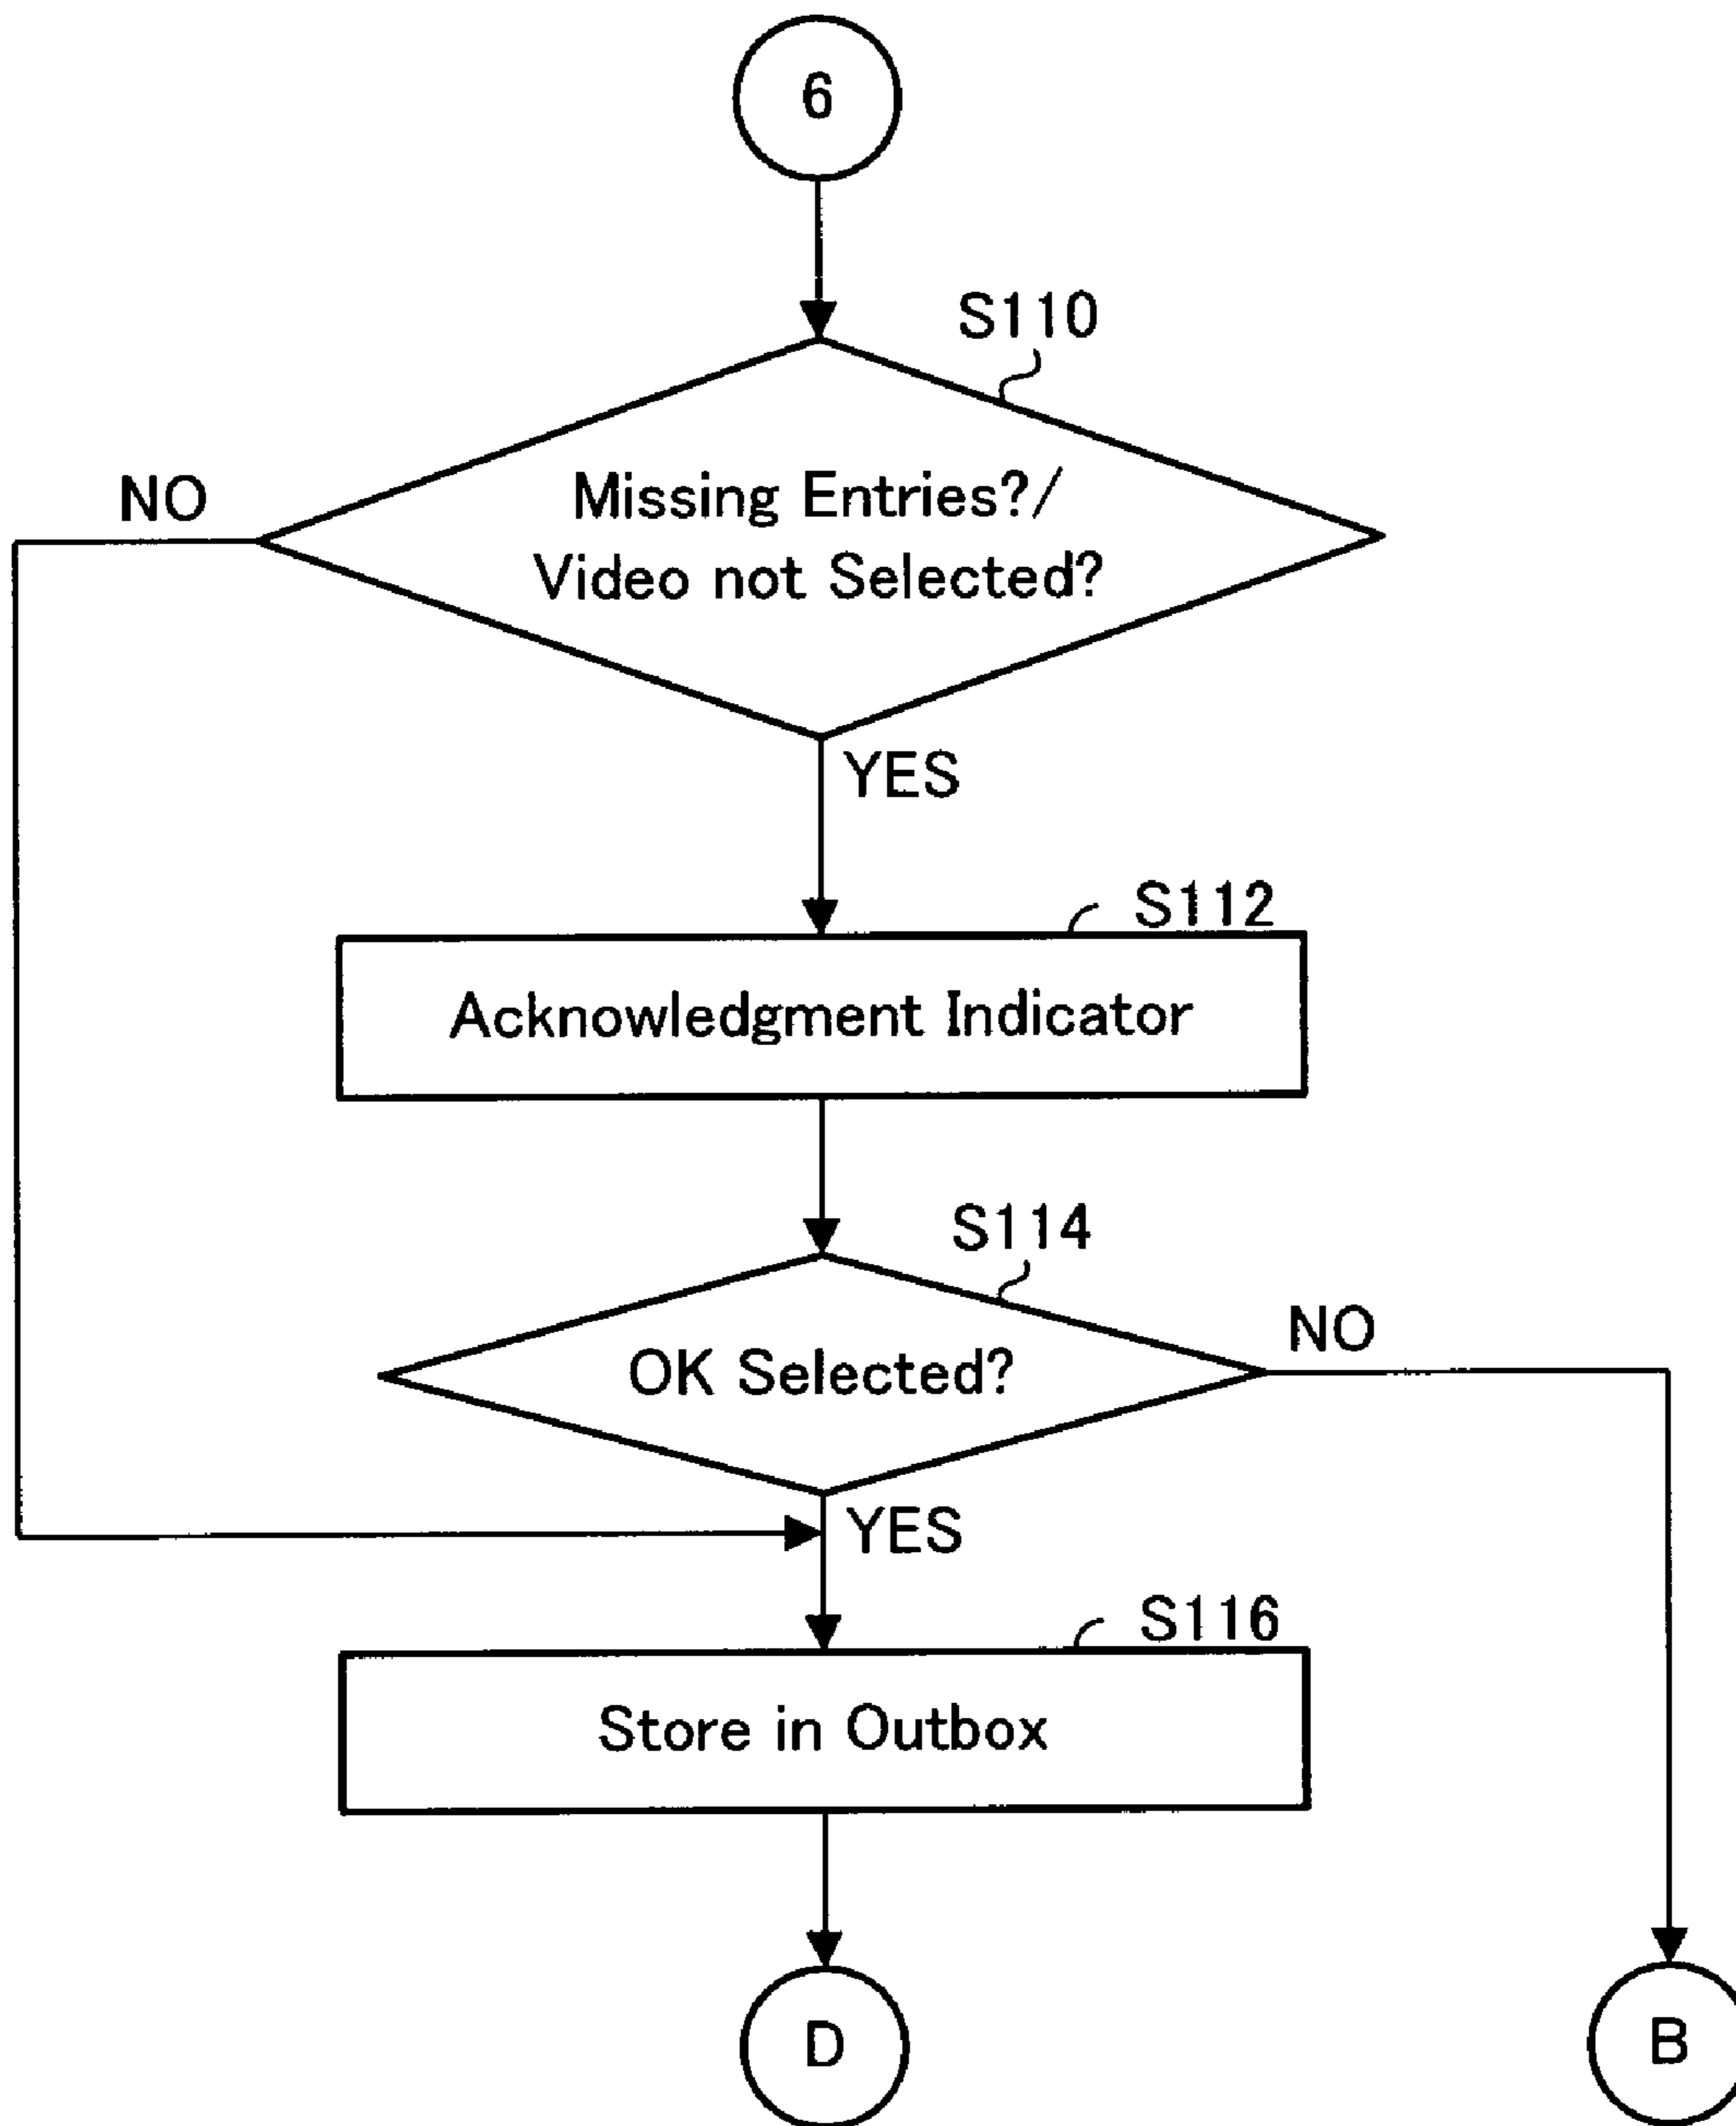 6
S110
NO
Missing Entries?/
Video not Selected?
YES
S112
Acknowledgment Indicator
S114
NO
OK Selected?
YES
S116
Store in Outbox
D
B